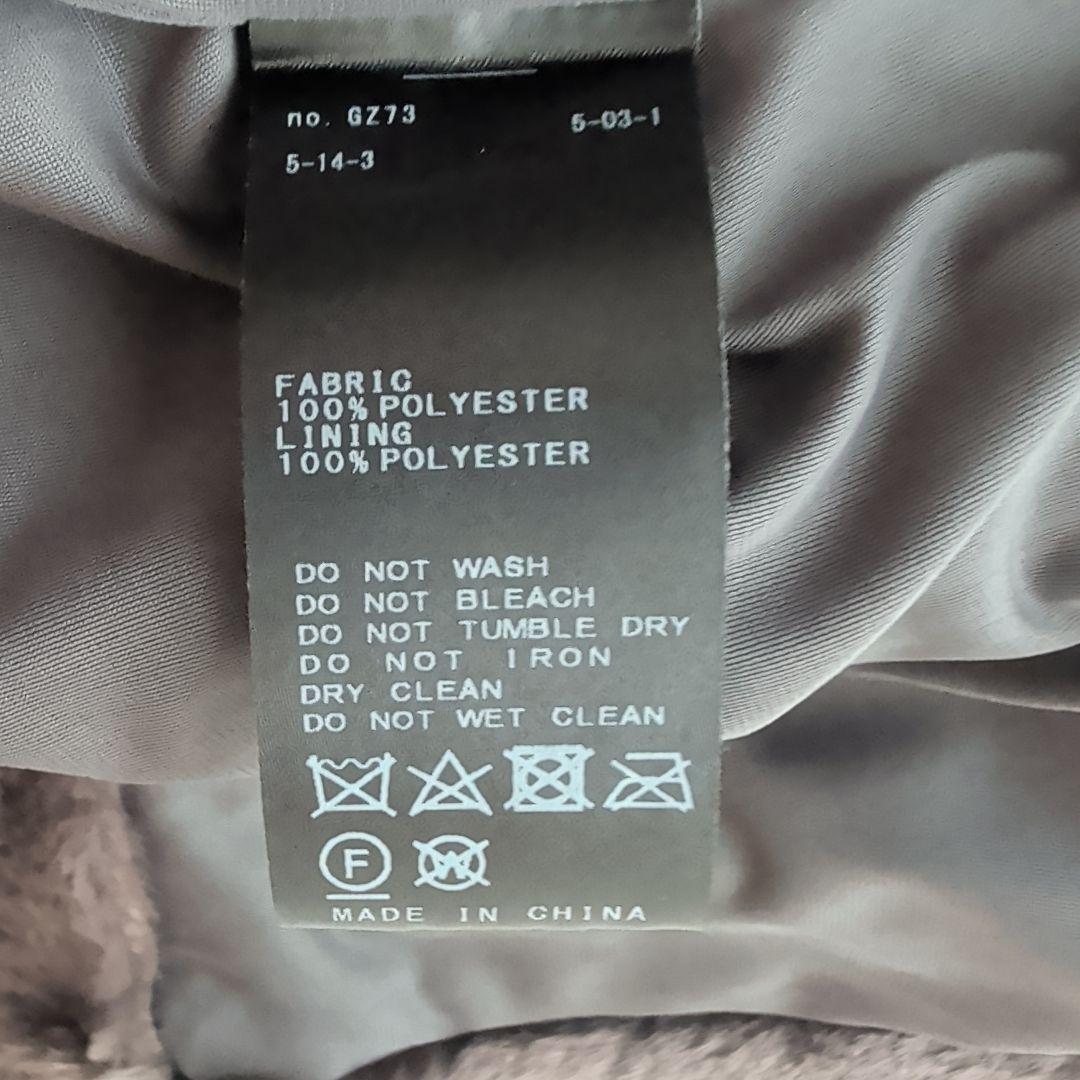 no. GZ73 5-03-1
5-14-3
FABRIC
100% POLYESTER
LINING
100% POLYESTER
DO NOT WASH
DO NOT BLEACH
DO NOT TUMBLE DRY
DO NOT IRON
DRY CLEAN
DO NOT WET CLEAN
F W
MADE IN CHINA